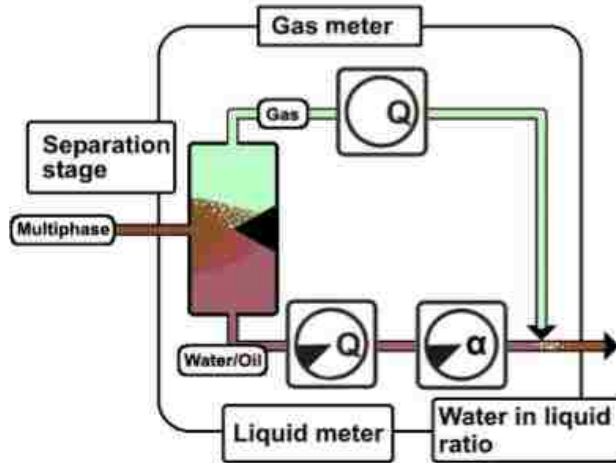 Gas meter
Gas
Q
Separation
stage
Multiphase
Water/Oil
Q
α
Liquid meter
Water in liquid
ratio